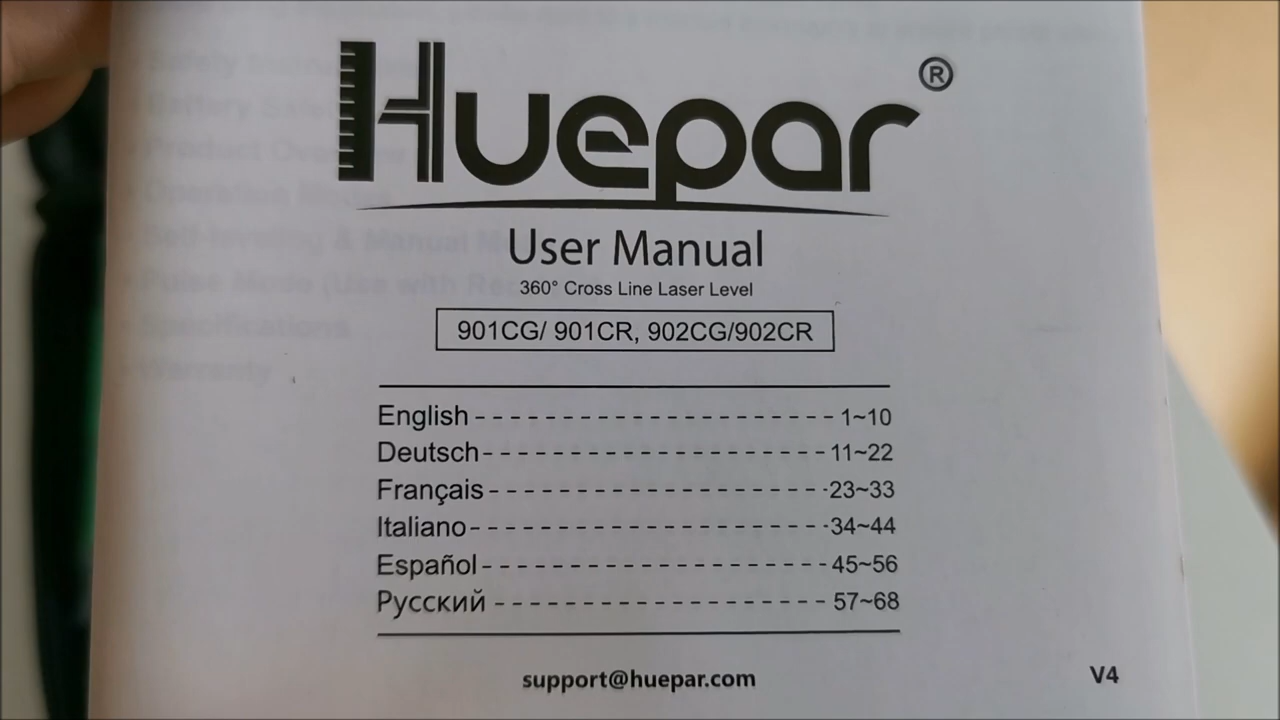 Huepar®
User Manual
360° Cross Line Laser Level
901CG/ 901CR, 902CG/902CR
English - - - - - - - - - - - - - - - - - - - - - 1~10
Deutsch - - - - - - - - - - - - - - - - - - - - 11~22
Français - - - - - - - - - - - - - - - - - - - - 23~33
Italiano - - - - - - - - - - - - - - - - - - - - - 34~44
Español - - - - - - - - - - - - - - - - - - - - 45~56
Русский - - - - - - - - - - - - - - - - - - - 57~68
support@huepar.com
V4